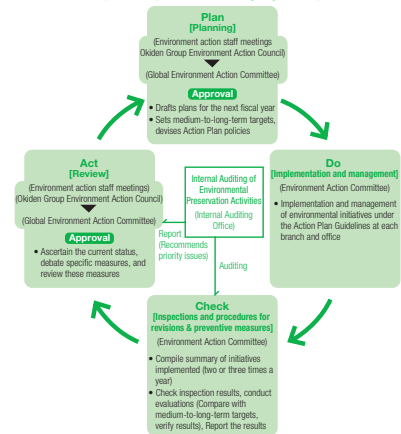 Plan
[Planning]
(Environment action staff meetings
Okiden Group Environment Action Council)
(Global Environment Action Committee)
Approval
• Drafts plans for the next fiscal year
• Sets medium-to-long-term targets,
devises Action Plan policies
Do
[Implementation and management]
(Environment Action Committee)
• Implementation and management
of environmental initiatives under
the Action Plan Guidelines at each
branch and office
Check
[Inspections and procedures for
revisions & preventive measures]
(Environment Action Committee)
• Compile summary of initiatives
implemented (two or three times a
year)
• Check inspection results, conduct
evaluations (Compare with
medium-to-long-term targets,
verify results), Report the results
Act
[Review]
(Environment action staff meetings)
(Okiden Group Environment Action Council)
(Global Environment Action Committee)
Approval
• Ascertain the current status,
debate specific measures, and
review these measures
Internal Auditing of
Environmental
Preservation Activities
(Internal Auditing
Office)
Report
(Recommends
priority issues)
Auditing